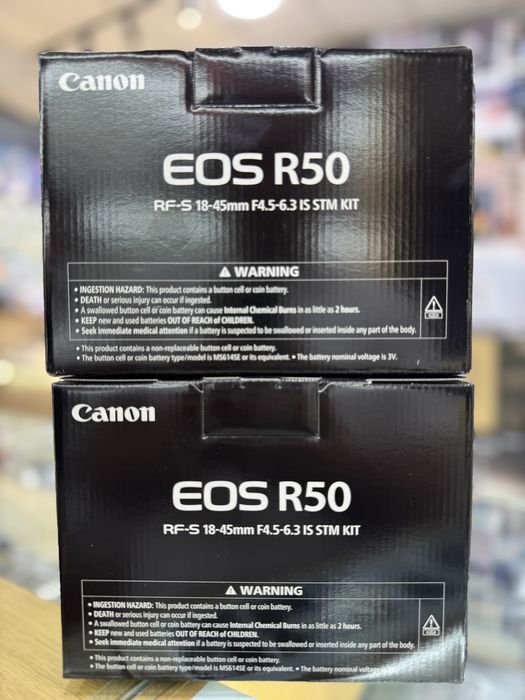 Canon
EOS R50
RF-S 18-45mm F4.5-6.3 IS STM KIT
⚠ WARNING
• INGESTION HAZARD: This product contains a button cell or coin battery.
• DEATH or serious injury can occur if ingested.
• A swallowed button cell or coin battery can cause Internal Chemical Burns in as little as 2 hours.
• KEEP new and used batteries OUT OF REACH of CHILDREN.
• Seek immediate medical attention if a battery is suspected to be swallowed or inserted inside any part of the body.
• This product contains a non-replaceable button cell or coin battery.
• The button cell or coin battery type/model is MS614SE or its equivalent. • The battery nominal voltage is 3V.
Canon
EOS R50
RF-S 18-45mm F4.5-6.3 IS STM KIT
⚠ WARNING
• INGESTION HAZARD: This product contains a button cell or coin battery.
• DEATH or serious injury can occur if ingested.
• A swallowed button cell or coin battery can cause Internal Chemical Burns in as little as 2 hours.
• KEEP new and used batteries OUT OF REACH of CHILDREN.
• Seek immediate medical attention if a battery is suspected to be swallowed or inserted inside any part of the body.
• This product contains a non-replaceable button cell or coin battery.
• The button cell or coin battery type/model is MS614SE or its equivalent. • The battery nominal voltage is 3V.